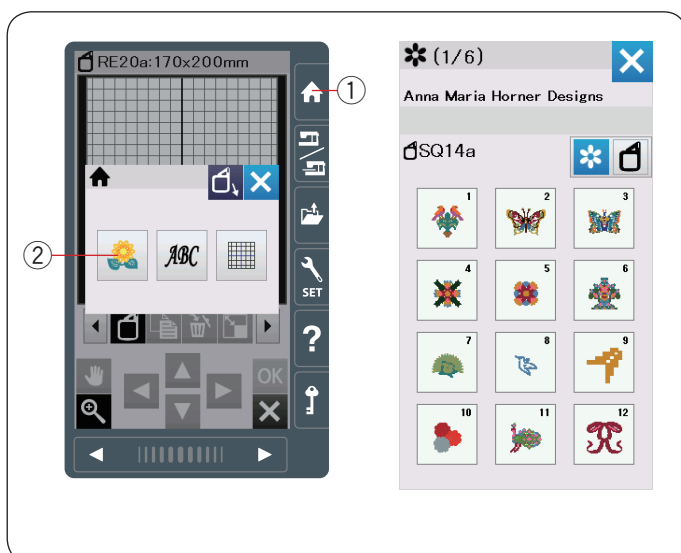 RE20a:170x200mm
①
②
ABC
SET
?
OK
(1/6)
Anna Maria Horner Designs
SQ14a
1
2
3
4
5
6
7
8
9
10
11
12